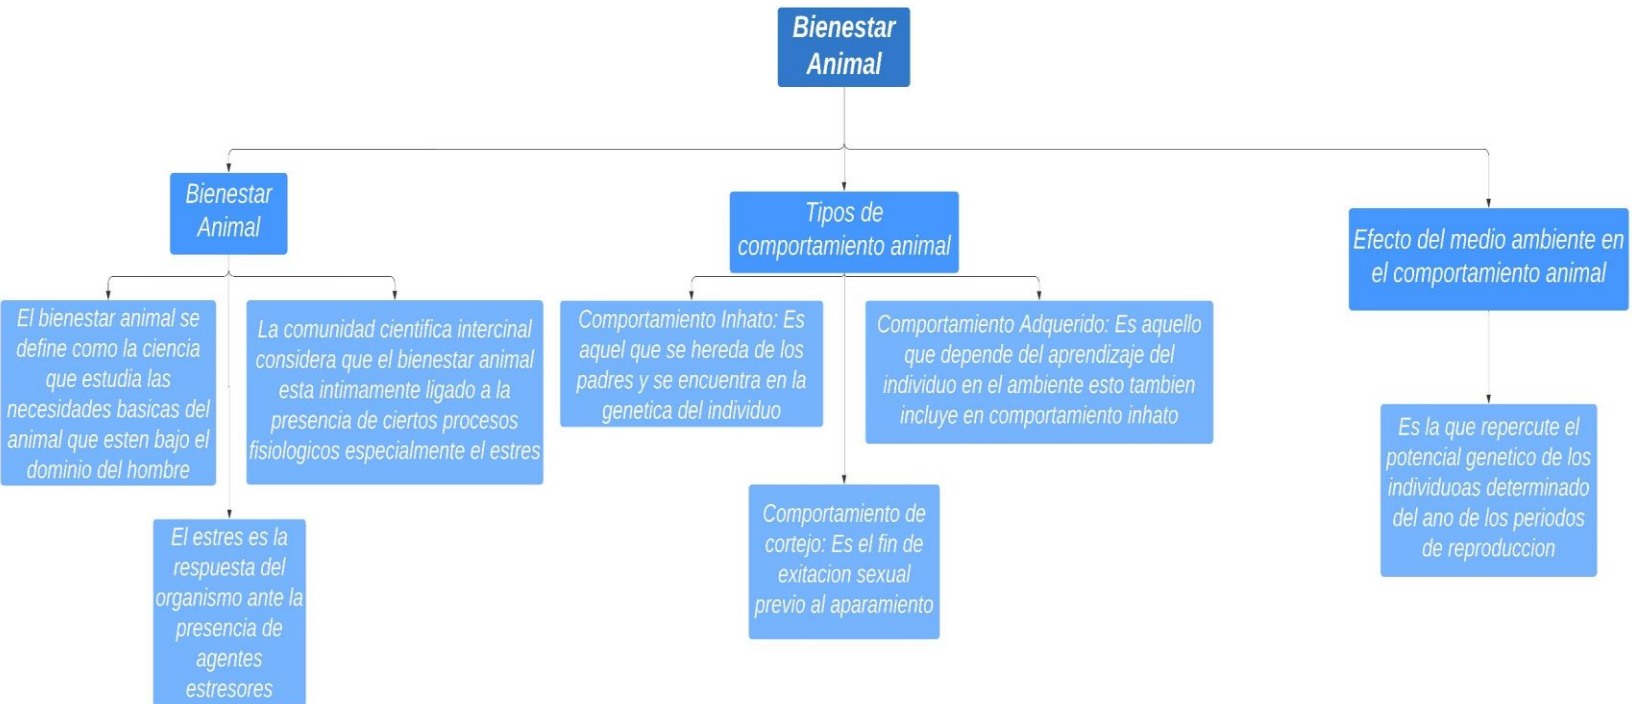 Bienestar
Animal
Bienestar
Animal
El bienestar animal se
define como la ciencia
que estudia las
necesidades basicas del
animal que esten bajo el
dominio del hombre
La comunidad científica intercinal
considera que el bienestar animal
esta intimamente ligado a la
presencia de ciertos procesos
fisiologicos especialmente el estres
El estres es la
respuesta del
organismo ante la
presencia de
agentes
estresores
Tipos de
comportamiento animal
Comportamiento Inhato: Es
aquel que se hereda de los
padres y se encuentra en la
genetica del individuo
Comportamiento de
cortejo: Es el fin de
exitacion sexual
previo al aparamiento
Comportamiento Adquerido: Es aquello
que depende del aprendizaje del
individuo en el ambiente esto tambien
incluye en comportamiento inhato
Efecto del medio ambiente en
el comportamiento animal
Es la que repercute el
potencial genetico de los
individuoas determinado
del ano de los periodos
de reproduccion